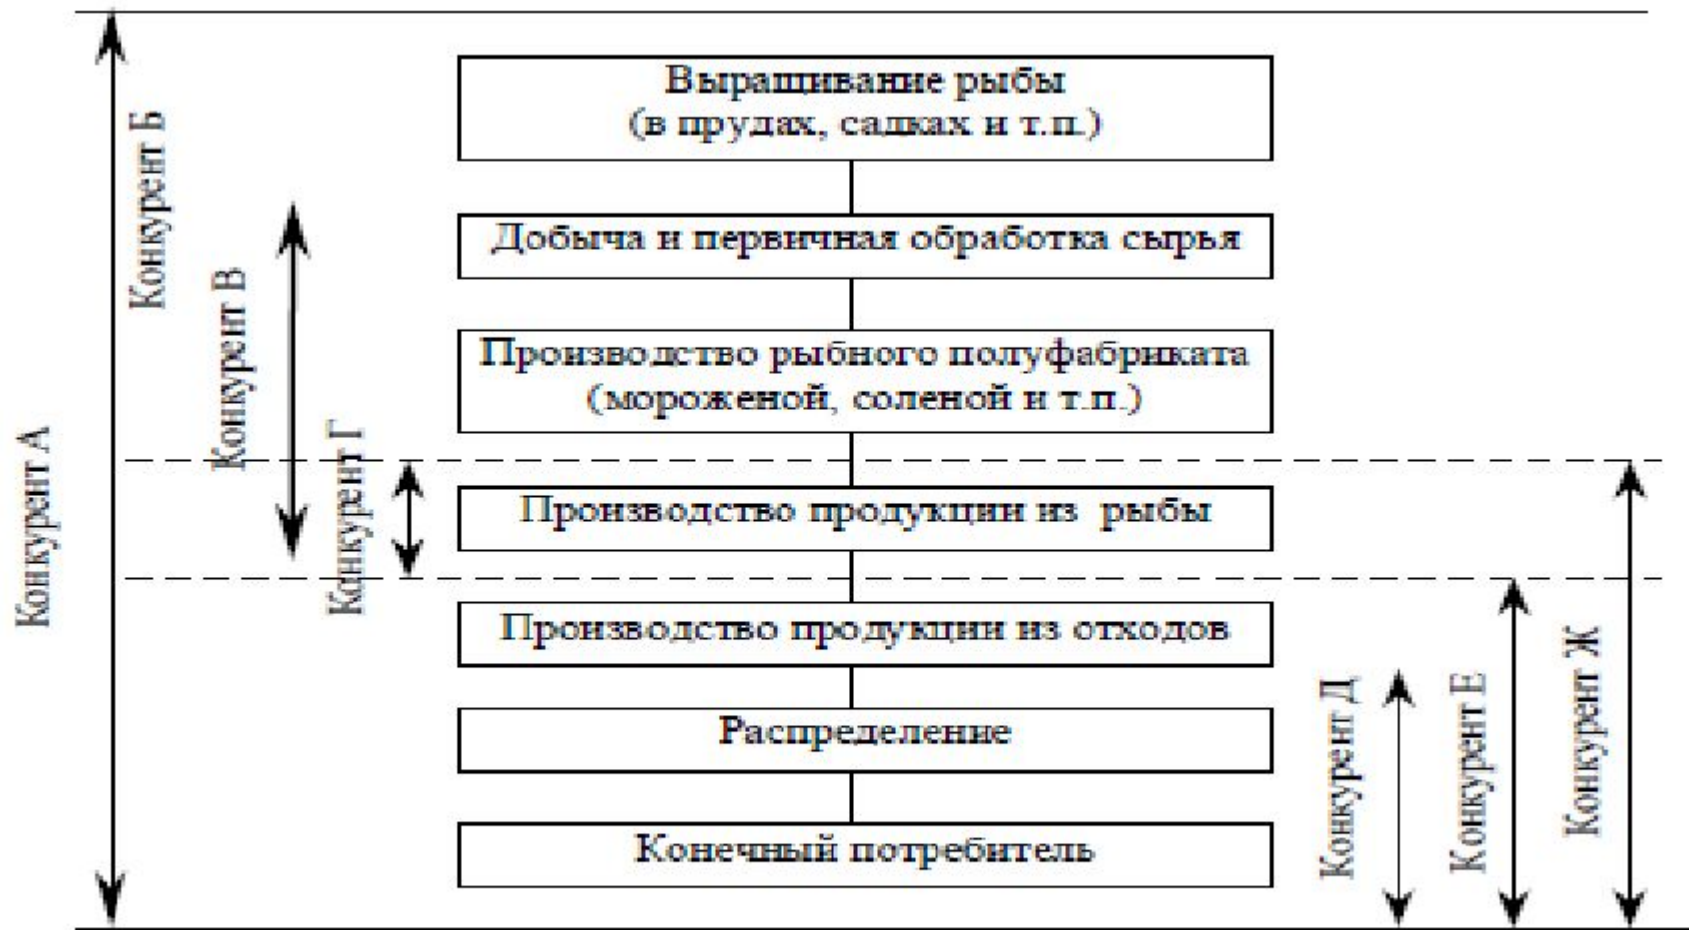 Выращивание рыбы
(в прудах, садках и т.п.)
Добыча и первичная обработка сырья
Производство рыбного полуфабриката
(мороженой, соленой и т.п.)
Производство продукции из рыбы
Производство продукции из отходов
Распределение
Конечный потребитель
Конкурент А
Конкурент Б
Конкурент В
Конкурент Г
Конкурент Д
Конкурент Е
Конкурент Ж